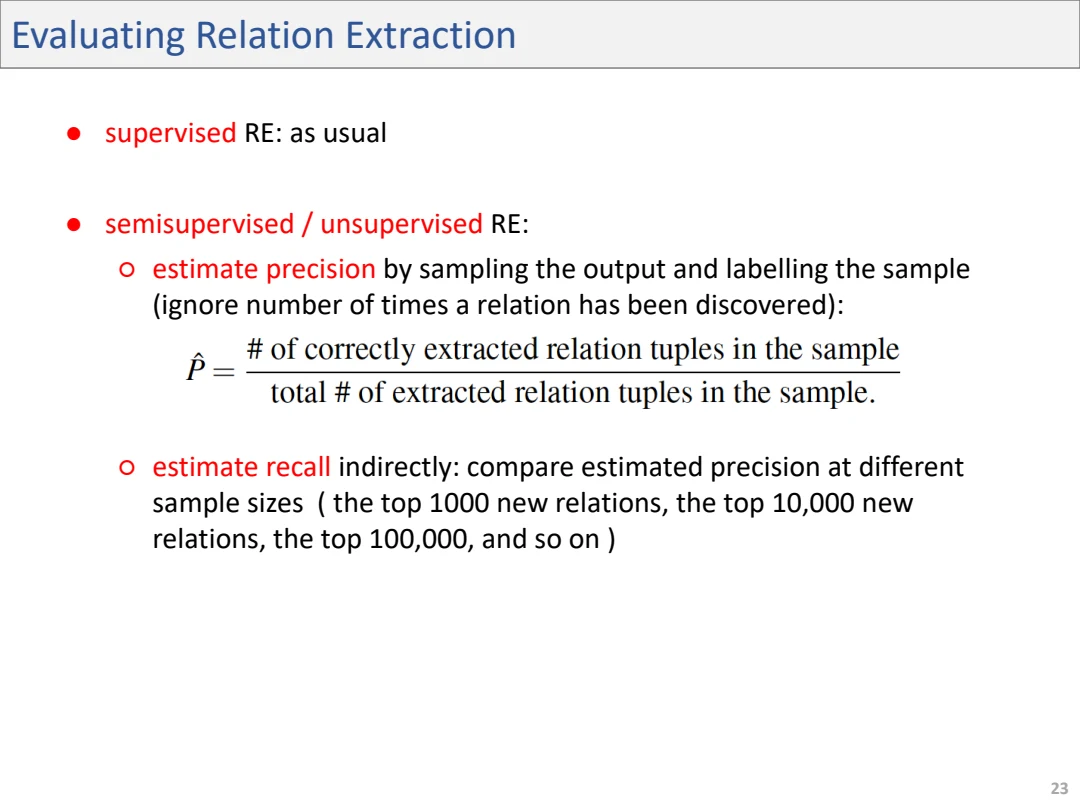 Evaluating Relation Extraction
● supervised RE: as usual
● semisupervised / unsupervised RE:
○ estimate precision by sampling the output and labelling the sample
(ignore number of times a relation has been discovered):
P̂ = # of correctly extracted relation tuples in the sample
total # of extracted relation tuples in the sample.
○ estimate recall indirectly: compare estimated precision at different
sample sizes ( the top 1000 new relations, the top 10,000 new
relations, the top 100,000, and so on )
23